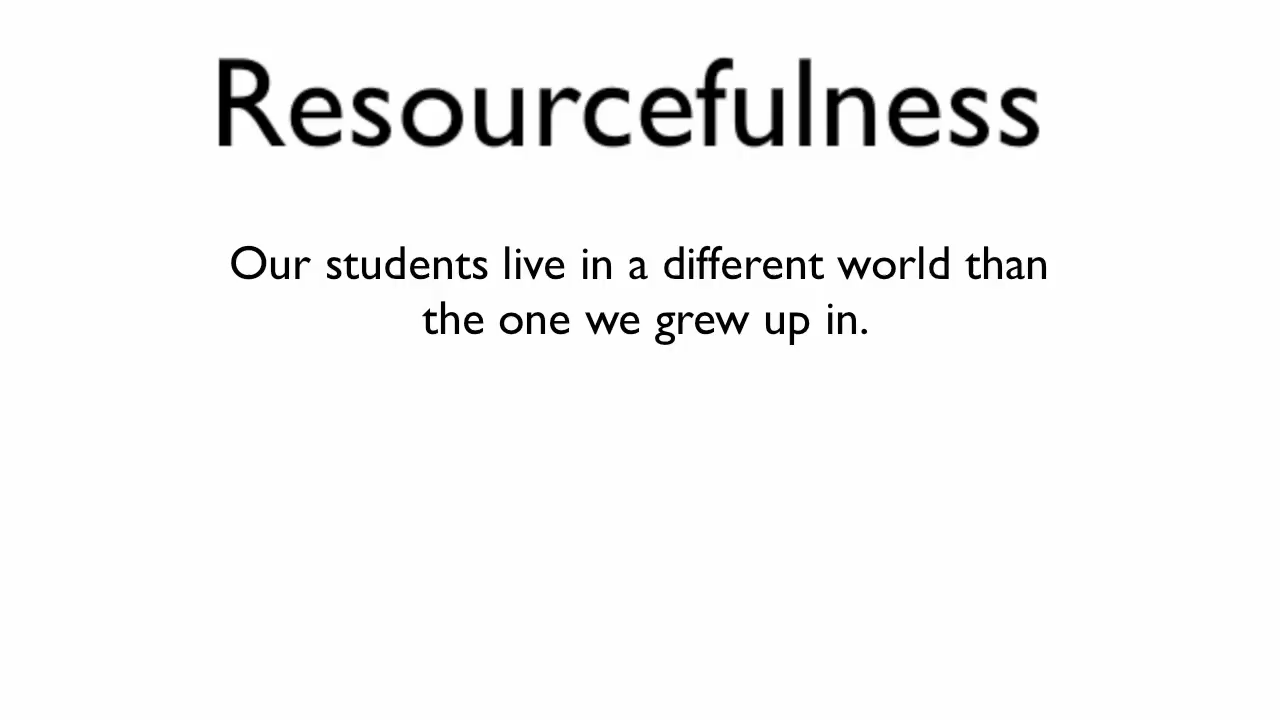 Resourcefulness
Our students live in a different world than
the one we grew up in.